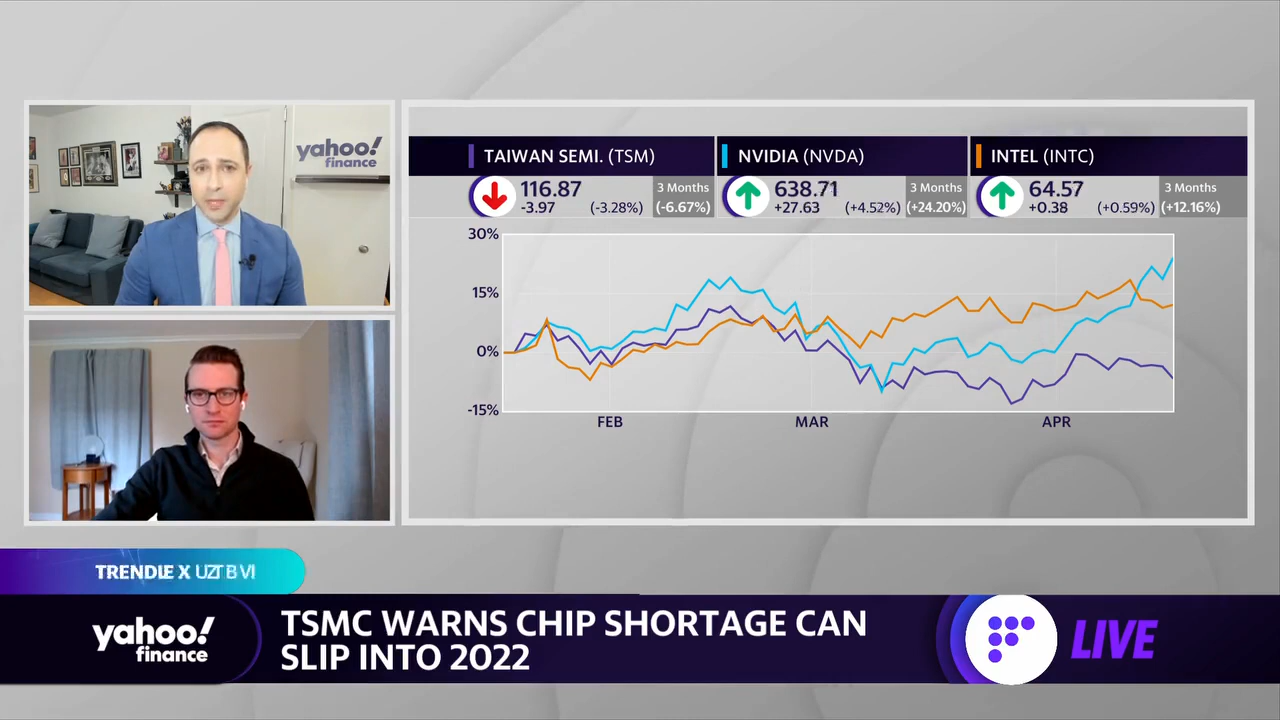 yahoo!
finance
TAIWAN SEMI. (TSM)
116.87
-3.97 (-3.28%)
3 Months
(-6.67%)
NVIDIA (NVDA)
638.71
+27.63 (+4.52%)
3 Months
(+24.20%)
INTEL (INTC)
64.57
+0.38 (+0.59%)
3 Months
(+12.16%)
30%
15%
0%
-15%
FEB MAR APR
yahoo!
finance
TSMC WARNS CHIP SHORTAGE CAN
SLIP INTO 2022
LIVE